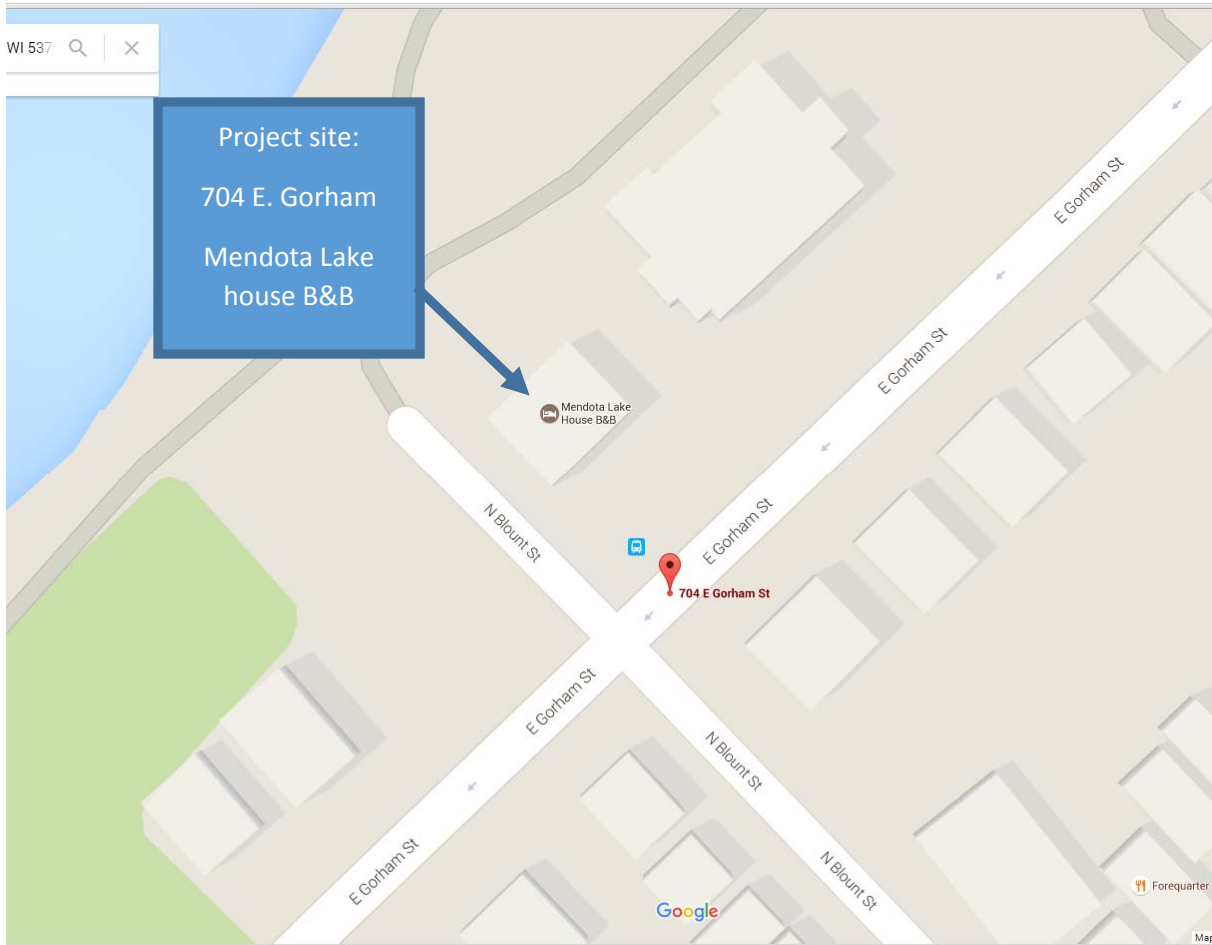 WI 537
Project site:
704 E. Gorham
Mendota Lake
house B&B
E Gorham St
E Gorham St
Mendota Lake
House B&B
N Blount St
E Gorham St
704 E Gorham St
E Gorham St
N Blount St
E Gorham St
N Blount St
Forequarter
Google
Map